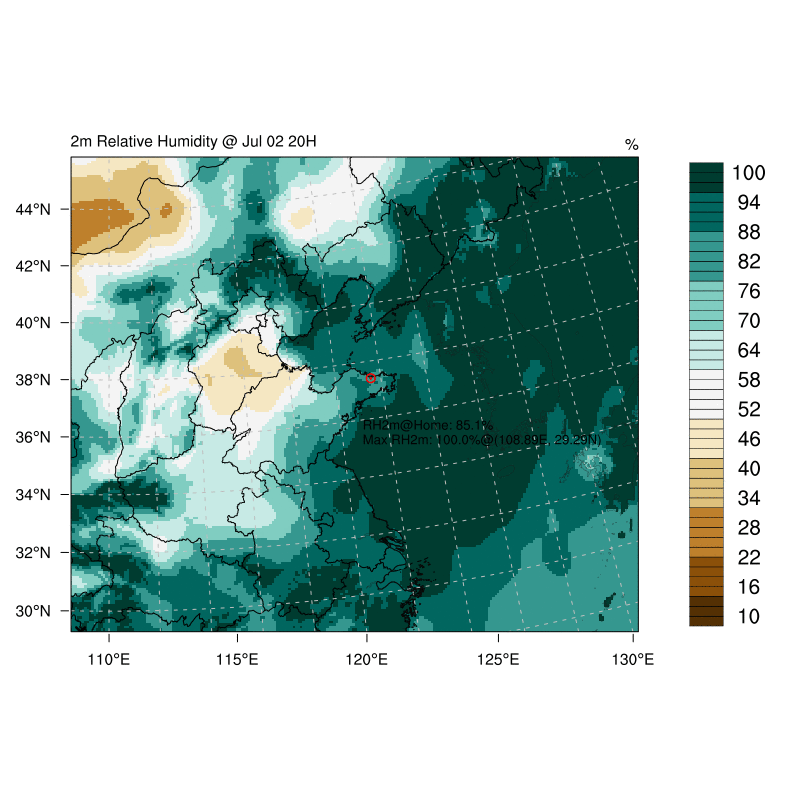 2m Relative Humidity @ Jul 02 20H
%
44°N
42°N
40°N
38°N
36°N
34°N
32°N
30°N
110°E
115°E
120°E
125°E
130°E
RH2m@Home: 85.1%
Max RH2m: 100.0%@(108.89E, 29.29N)
100
94
88
82
76
70
64
58
52
46
40
34
28
22
16
10